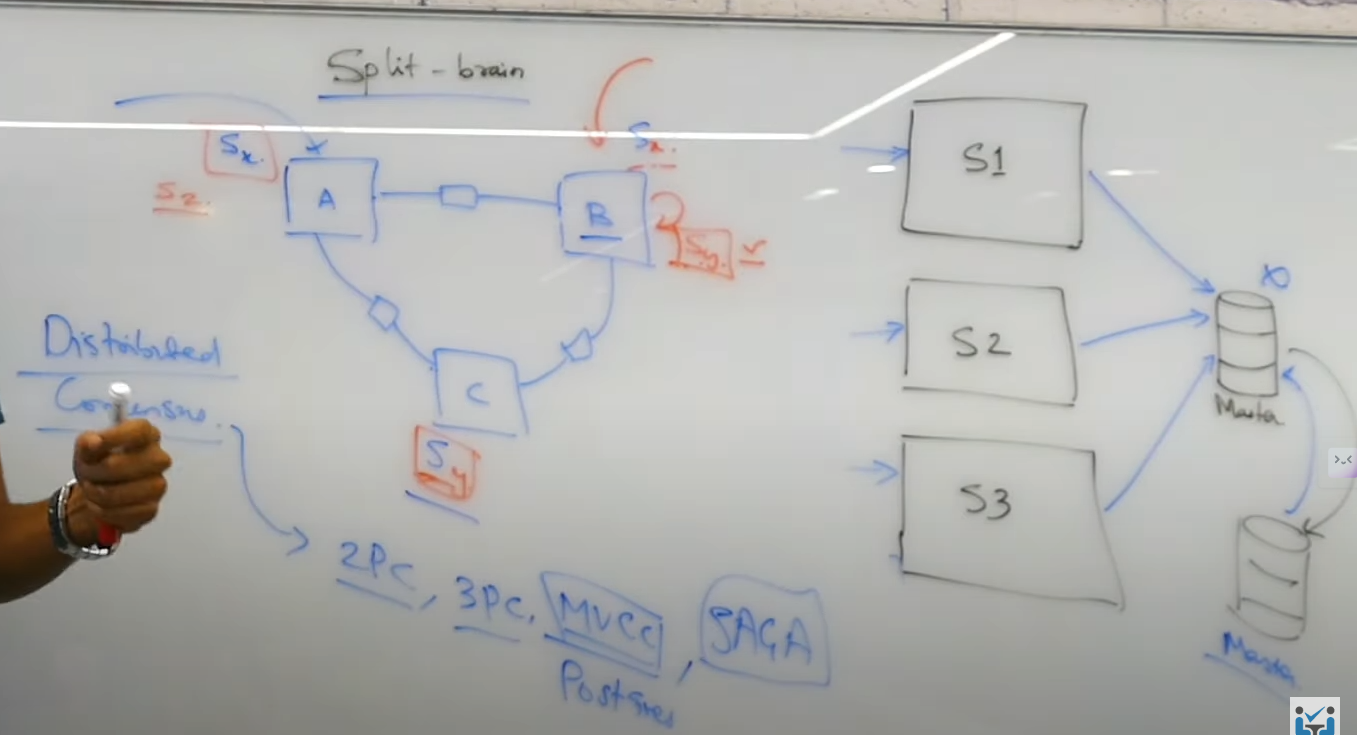 Split-brain
Sx.
Sz.
A
B
Sx.
Sy.
C
Sy
Distributed
2PC, 3PC, MVCC, SAGA
Postgres
S1
S2
S3
Master
Master